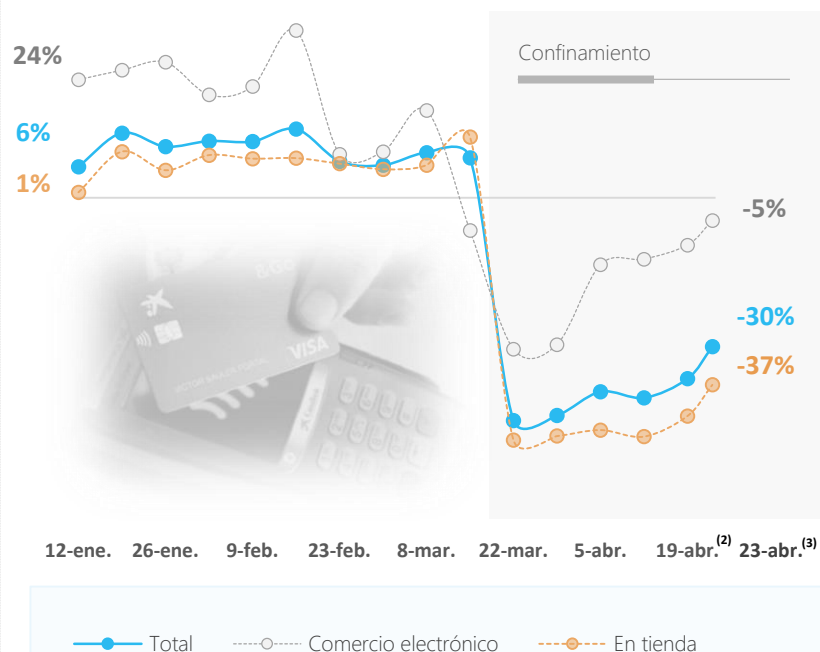 Confinamiento
24%
6%
1%
-5%
-30%
-37%
VISA
12-ene. 26-ene. 9-feb. 23-feb. 8-mar. 22-mar. 5-abr. 19-abr.(2) 23-abr.(3)
Total Comercio electrónico En tienda